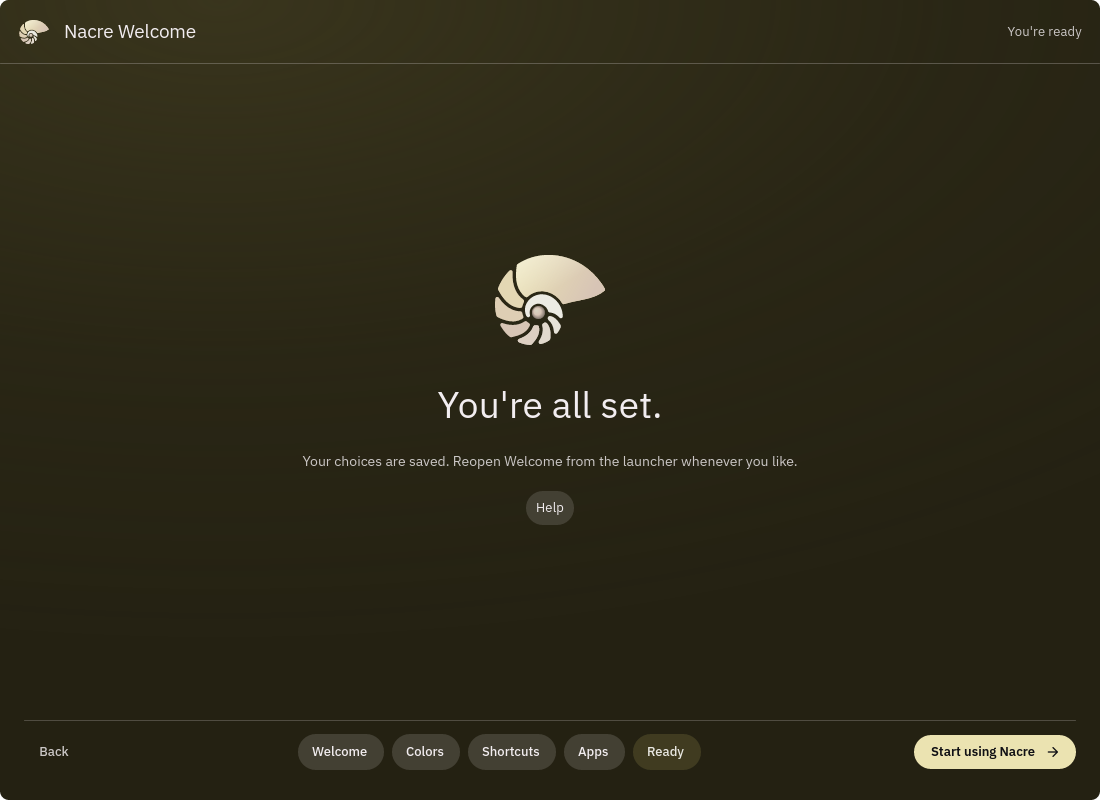 Nacre Welcome
You're ready
You're all set.
Your choices are saved. Reopen Welcome from the launcher whenever you like.
Help
Back
Welcome
Colors
Shortcuts
Apps
Ready
Start using Nacre